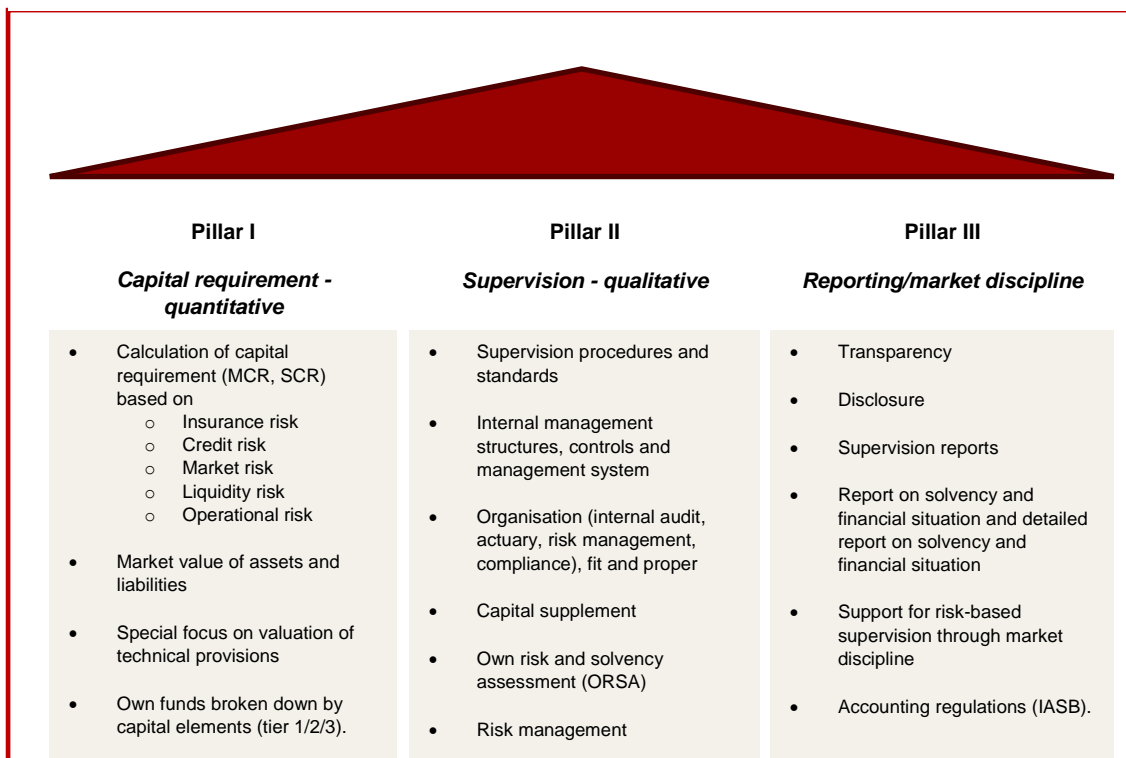 Pillar I
Capital requirement -
quantitative
• Calculation of capital
requirement (MCR, SCR)
based on
o Insurance risk
o Credit risk
o Market risk
o Liquidity risk
o Operational risk
• Market value of assets and
liabilities
• Special focus on valuation of
technical provisions
• Own funds broken down by
capital elements (tier 1/2/3).
Pillar II
Supervision - qualitative
• Supervision procedures and
standards
• Internal management
structures, controls and
management system
• Organisation (internal audit,
actuary, risk management,
compliance), fit and proper
• Capital supplement
• Own risk and solvency
assessment (ORSA)
• Risk management
Pillar III
Reporting/market discipline
• Transparency
• Disclosure
• Supervision reports
• Report on solvency and
financial situation and detailed
report on solvency and
financial situation
• Support for risk-based
supervision through market
discipline
• Accounting regulations (IASB).